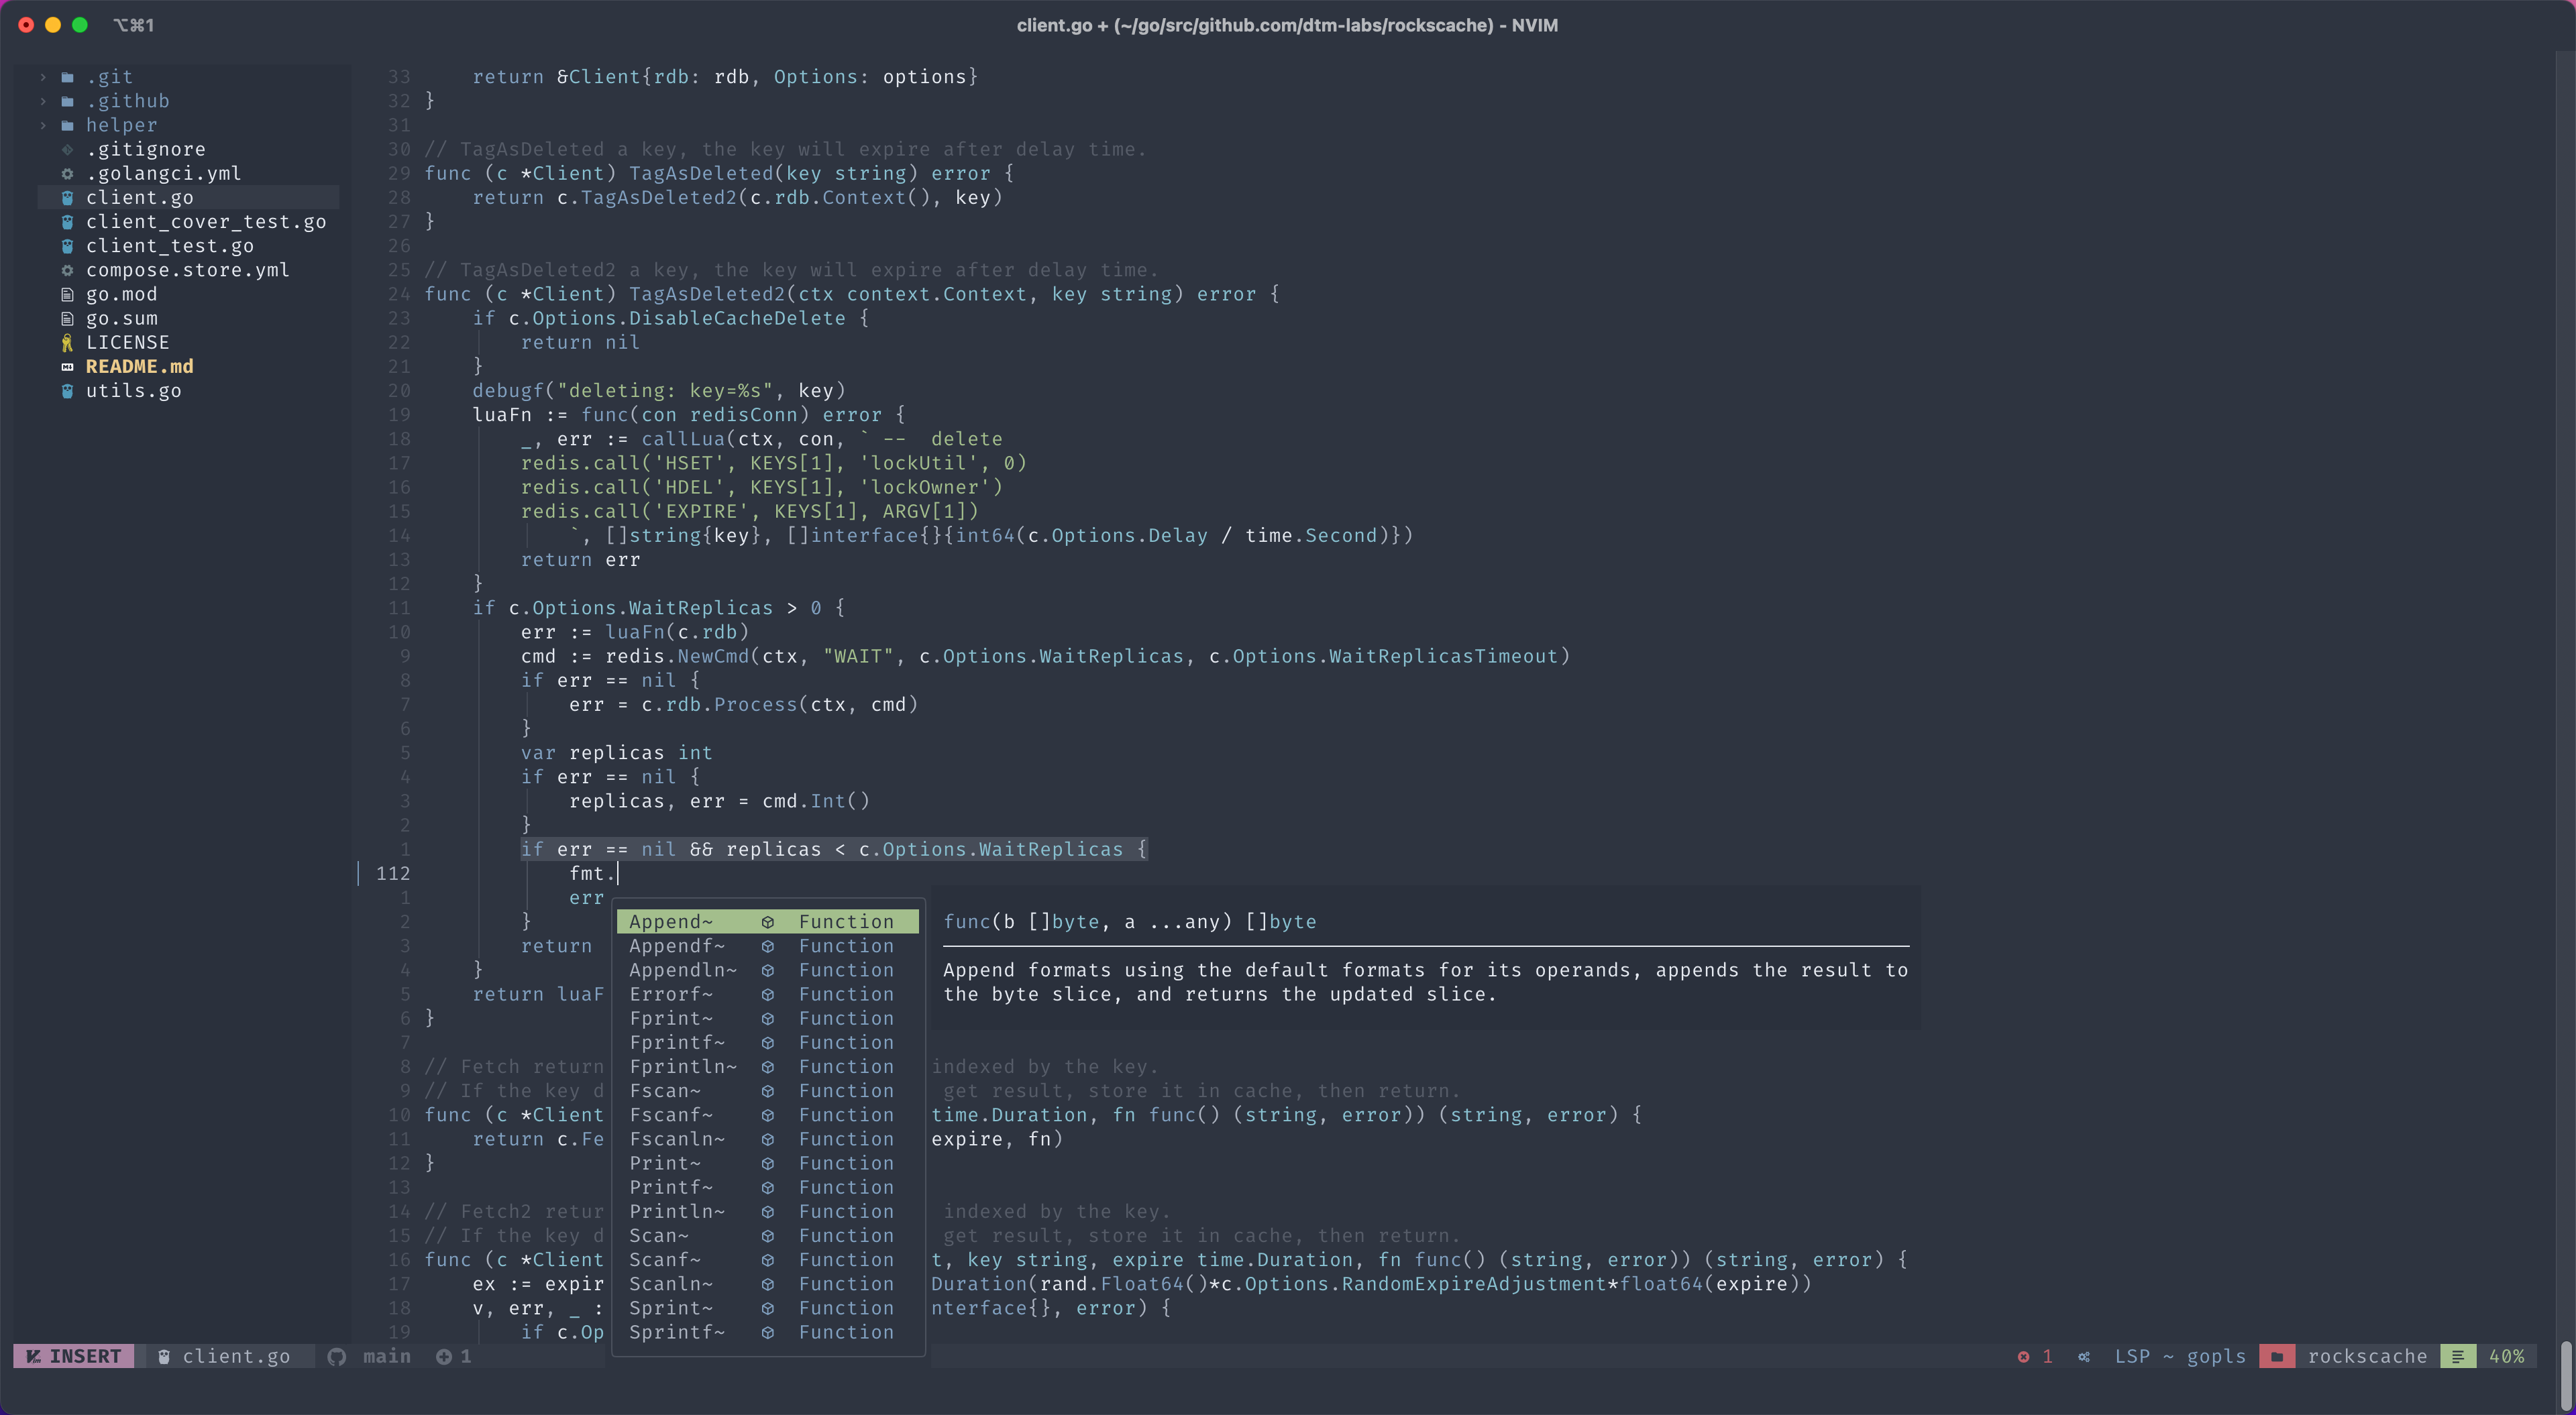 ⌥⌘1
client.go + (~/go/src/github.com/dtm-labs/rockscache) - NVIM
.git
.github
helper
.gitignore
.golangci.yml
client.go
client_cover_test.go
client_test.go
compose.store.yml
go.mod
go.sum
LICENSE
README.md
utils.go
33     return &Client{rdb: rdb, Options: options}
32 }
31
30 // TagAsDeleted a key, the key will expire after delay time.
29 func (c *Client) TagAsDeleted(key string) error {
28     return c.TagAsDeleted2(c.rdb.Context(), key)
27 }
26
25 // TagAsDeleted2 a key, the key will expire after delay time.
24 func (c *Client) TagAsDeleted2(ctx context.Context, key string) error {
23     if c.Options.DisableCacheDelete {
22         return nil
21     }
20     debugf("deleting: key=%s", key)
19     luaFn := func(con redisConn) error {
18         _, err := callLua(ctx, con, ` --  delete
17         redis.call('HSET', KEYS[1], 'lockUtil', 0)
16         redis.call('HDEL', KEYS[1], 'lockOwner')
15         redis.call('EXPIRE', KEYS[1], ARGV[1])
14             `, []string{key}, []interface{}{int64(c.Options.Delay / time.Second)})
13         return err
12     }
11     if c.Options.WaitReplicas > 0 {
10         err := luaFn(c.rdb)
9         cmd := redis.NewCmd(ctx, "WAIT", c.Options.WaitReplicas, c.Options.WaitReplicasTimeout)
8         if err == nil {
7             err = c.rdb.Process(ctx, cmd)
6         }
5         var replicas int
4         if err == nil {
3             replicas, err = cmd.Int()
2         }
1         if err == nil && replicas < c.Options.WaitReplicas {
112             fmt.
1             err
2         }
3         return
4     }
5     return luaF
6 }
7
8 // Fetch return indexed by the key.
9 // If the key d get result, store it in cache, then return.
10 func (c *Client time.Duration, fn func() (string, error)) (string, error) {
11     return c.Fe expire, fn)
12 }
13
14 // Fetch2 retur indexed by the key.
15 // If the key d get result, store it in cache, then return.
16 func (c *Client t, key string, expire time.Duration, fn func() (string, error)) (string, error) {
17     ex := expir Duration(rand.Float64()*c.Options.RandomExpireAdjustment*float64(expire))
18     v, err, _ : nterface{}, error) {
19         if c.Op
Append~ Function
Appendf~ Function
Appendln~ Function
Errorf~ Function
Fprint~ Function
Fprintf~ Function
Fprintln~ Function
Fscan~ Function
Fscanf~ Function
Fscanln~ Function
Print~ Function
Printf~ Function
Println~ Function
Scan~ Function
Scanf~ Function
Scanln~ Function
Sprint~ Function
Sprintf~ Function
func(b []byte, a ...any) []byte
Append formats using the default formats for its operands, appends the result to
the byte slice, and returns the updated slice.
INSERT client.go main 1
1 LSP ~ gopls rockscache 40%